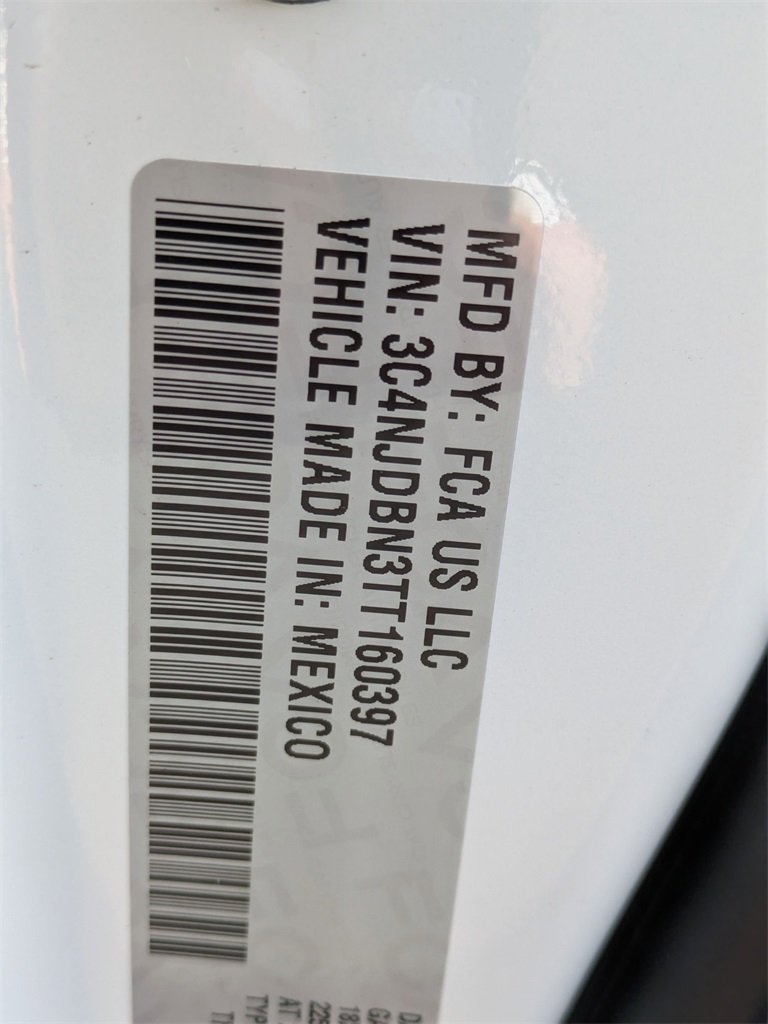 MFD BY: FCA US LLC
VIN: 3C4NJDBN3TT160397
VEHICLE MADE IN: MEXICO